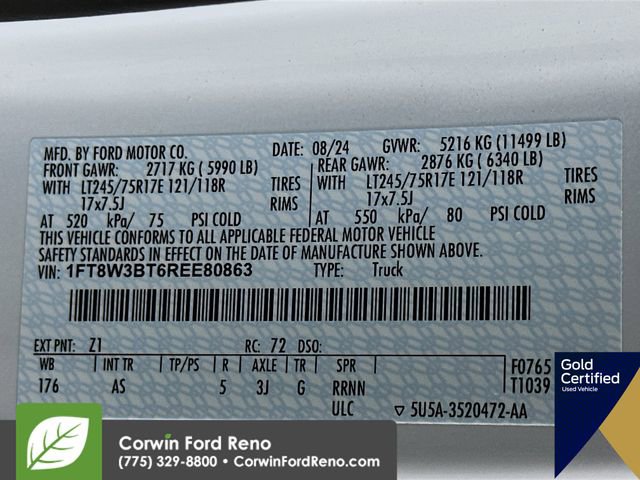 MFD. BY FORD MOTOR CO. DATE: 08/24 GVWR: 5216 KG (11499 LB)
FRONT GAWR: 2717 KG ( 5990 LB) REAR GAWR: 2876 KG ( 6340 LB)
WITH LT245/75R17E 121/118R TIRES WITH LT245/75R17E 121/118R TIRES
17x7.5J RIMS 17x7.5J RIMS
AT 520 kPa/ 75 PSI COLD AT 550 kPa/ 80 PSI COLD
THIS VEHICLE CONFORMS TO ALL APPLICABLE FEDERAL MOTOR VEHICLE
SAFETY STANDARDS IN EFFECT ON THE DATE OF MANUFACTURE SHOWN ABOVE.
VIN: 1FT8W3BT6REE80863 TYPE: Truck
EXT PNT: Z1 RC: 72 DSO:
WB INT TR TP/PS R AXLE TR SPR F0765
176 AS 5 3J G RRNN T1039
ULC ▽ 5U5A-3520472-AA
Gold
Certified
Used Vehicle
Corwin Ford Reno
(775) 329-8800 • CorwinFordReno.com